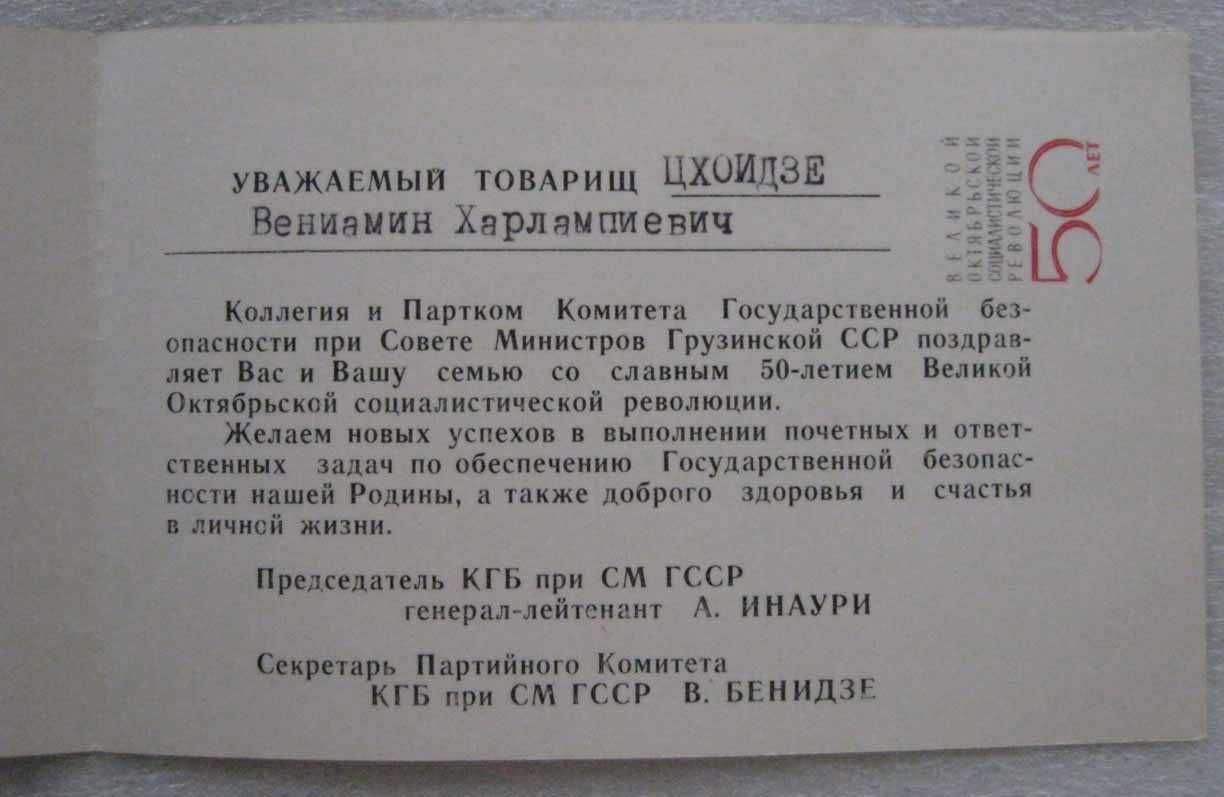 УВАЖАЕМЫЙ ТОВАРИЩ ЦХОИДЗЕ
Вениамин Харлампиевич
ВЕЛИКОЙ
ОКТЯБРЬСКОЙ
СОЦИАЛИСТИЧЕСКОЙ
РЕВОЛЮЦИИ
50 ЛЕТ
Коллегия и Партком Комитета Государственной без-
опасности при Совете Министров Грузинской ССР поздрав-
ляет Вас и Вашу семью со славным 50-летием Великой
Октябрьской социалистической революции.
Желаем новых успехов в выполнении почетных и ответ-
ственных задач по обеспечению Государственной безопас-
ности нашей Родины, а также доброго здоровья и счастья
в личной жизни.
Председатель КГБ при СМ ГССР
генерал-лейтенант А. ИНАУРИ
Секретарь Партийного Комитета
КГБ при СМ ГССР В. БЕНИДЗЕ